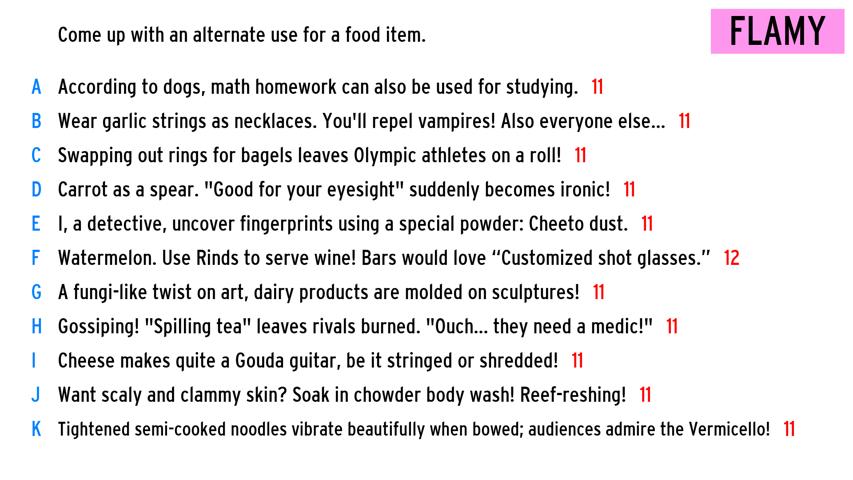 Come up with an alternate use for a food item.
FLAMY
A According to dogs, math homework can also be used for studying. 11
B Wear garlic strings as necklaces. You'll repel vampires! Also everyone else... 11
C Swapping out rings for bagels leaves Olympic athletes on a roll! 11
D Carrot as a spear. "Good for your eyesight" suddenly becomes ironic! 11
E I, a detective, uncover fingerprints using a special powder: Cheeto dust. 11
F Watermelon. Use Rinds to serve wine! Bars would love “Customized shot glasses.” 12
G A fungi-like twist on art, dairy products are molded on sculptures! 11
H Gossiping! "Spilling tea" leaves rivals burned. "Ouch... they need a medic!" 11
I Cheese makes quite a Gouda guitar, be it stringed or shredded! 11
J Want scaly and clammy skin? Soak in chowder body wash! Reef-reshing! 11
K Tightened semi-cooked noodles vibrate beautifully when bowed; audiences admire the Vermicello! 11